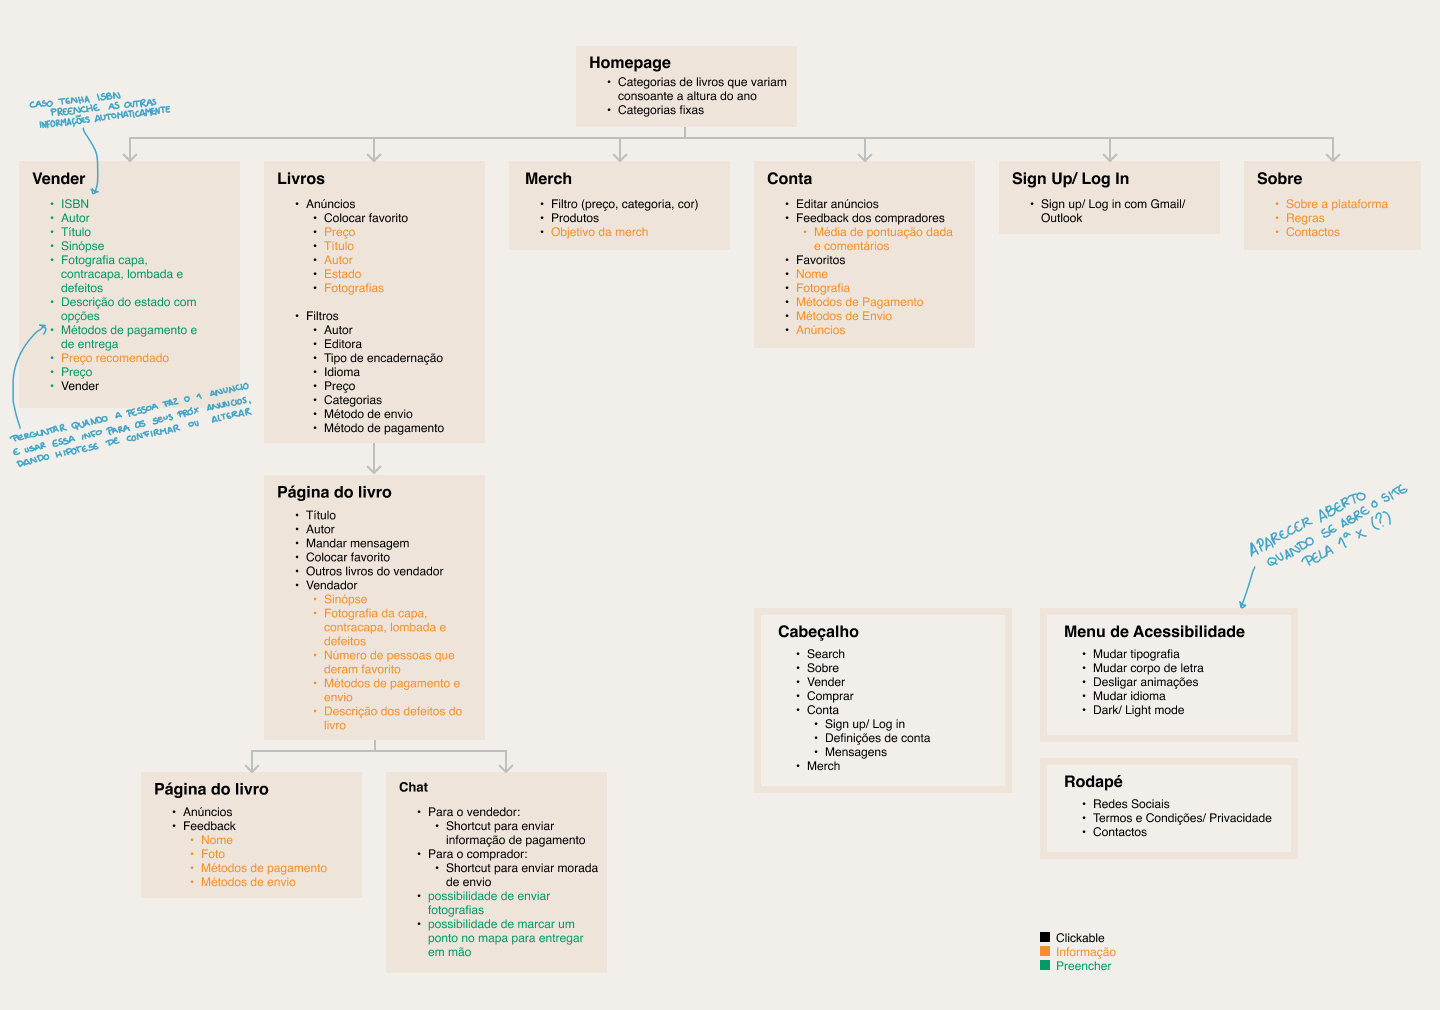 Homepage
• Categorias de livros que variam
consoante a altura do ano
• Categorias fixas
CASO TENHA ISBN
PREENCHE AS OUTRAS
INFORMAÇÕES AUTOMATICAMENTE
Vender
• ISBN
• Autor
• Título
• Sinópse
• Fotografia capa,
contracapa, lombada e
defeitos
• Descrição do estado com
opções
• Métodos de pagamento e
de entrega
• Preço recomendado
• Preço
• Vender
PERGUNTAR QUANDO A PESSOA FAZ O 1 ANUNCIO
E USAR ESSA INFO PARA OS SEUS PRÓX ANUNCIOS,
DANDO HIPOTESE DE CONFIRMAR OU ALTERAR
Livros
• Anúncios
• Colocar favorito
• Preço
• Título
• Autor
• Estado
• Fotografias
• Filtros
• Autor
• Editora
• Tipo de encadernação
• Idioma
• Preço
• Categorias
• Método de envio
• Método de pagamento
Merch
• Filtro (preço, categoria, cor)
• Produtos
• Objetivo da merch
Conta
• Editar anúncios
• Feedback dos compradores
• Média de pontuação dada
e comentários
• Favoritos
• Nome
• Fotografia
• Métodos de Pagamento
• Métodos de Envio
• Anúncios
Sign Up/ Log In
• Sign up/ Log in com Gmail/
Outlook
Sobre
• Sobre a plataforma
• Regras
• Contactos
Página do livro
• Título
• Autor
• Mandar mensagem
• Colocar favorito
• Outros livros do vendador
• Vendador
• Sinópse
• Fotografia da capa,
contracapa, lombada e
defeitos
• Número de pessoas que
deram favorito
• Métodos de pagamento e
envio
• Descrição dos defeitos do
livro
Página do livro
• Anúncios
• Feedback
• Nome
• Foto
• Métodos de pagamento
• Métodos de envio
Chat
• Para o vendedor:
• Shortcut para enviar
informação de pagamento
• Para o comprador:
• Shortcut para enviar morada
de envio
• possibilidade de enviar
fotografias
• possibilidade de marcar um
ponto no mapa para entregar
em mão
Cabeçalho
• Search
• Sobre
• Vender
• Comprar
• Conta
• Sign up/ Log in
• Definições de conta
• Mensagens
• Merch
APARECER ABERTO
QUANDO SE ABRE O SITE
PELA 1ª X (?)
Menu de Acessibilidade
• Mudar tipografia
• Mudar corpo de letra
• Desligar animações
• Mudar idioma
• Dark/ Light mode
Rodapé
• Redes Sociais
• Termos e Condições/ Privacidade
• Contactos
Clickable
Informação
Preencher